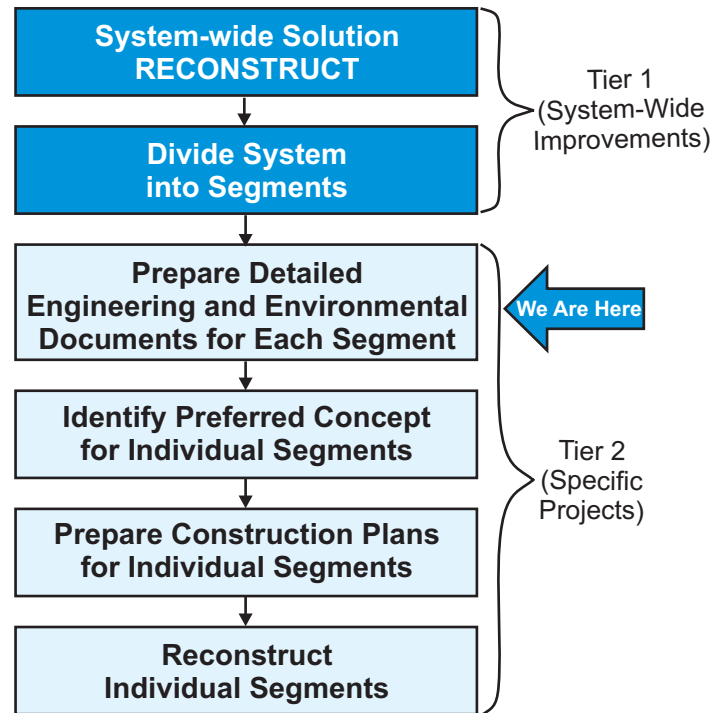 System-wide Solution
RECONSTRUCT
Divide System
into Segments
Tier 1
(System-Wide
Improvements)
Prepare Detailed
Engineering and Environmental
Documents for Each Segment
We Are Here
Identify Preferred Concept
for Individual Segments
Prepare Construction Plans
for Individual Segments
Reconstruct
Individual Segments
Tier 2
(Specific
Projects)